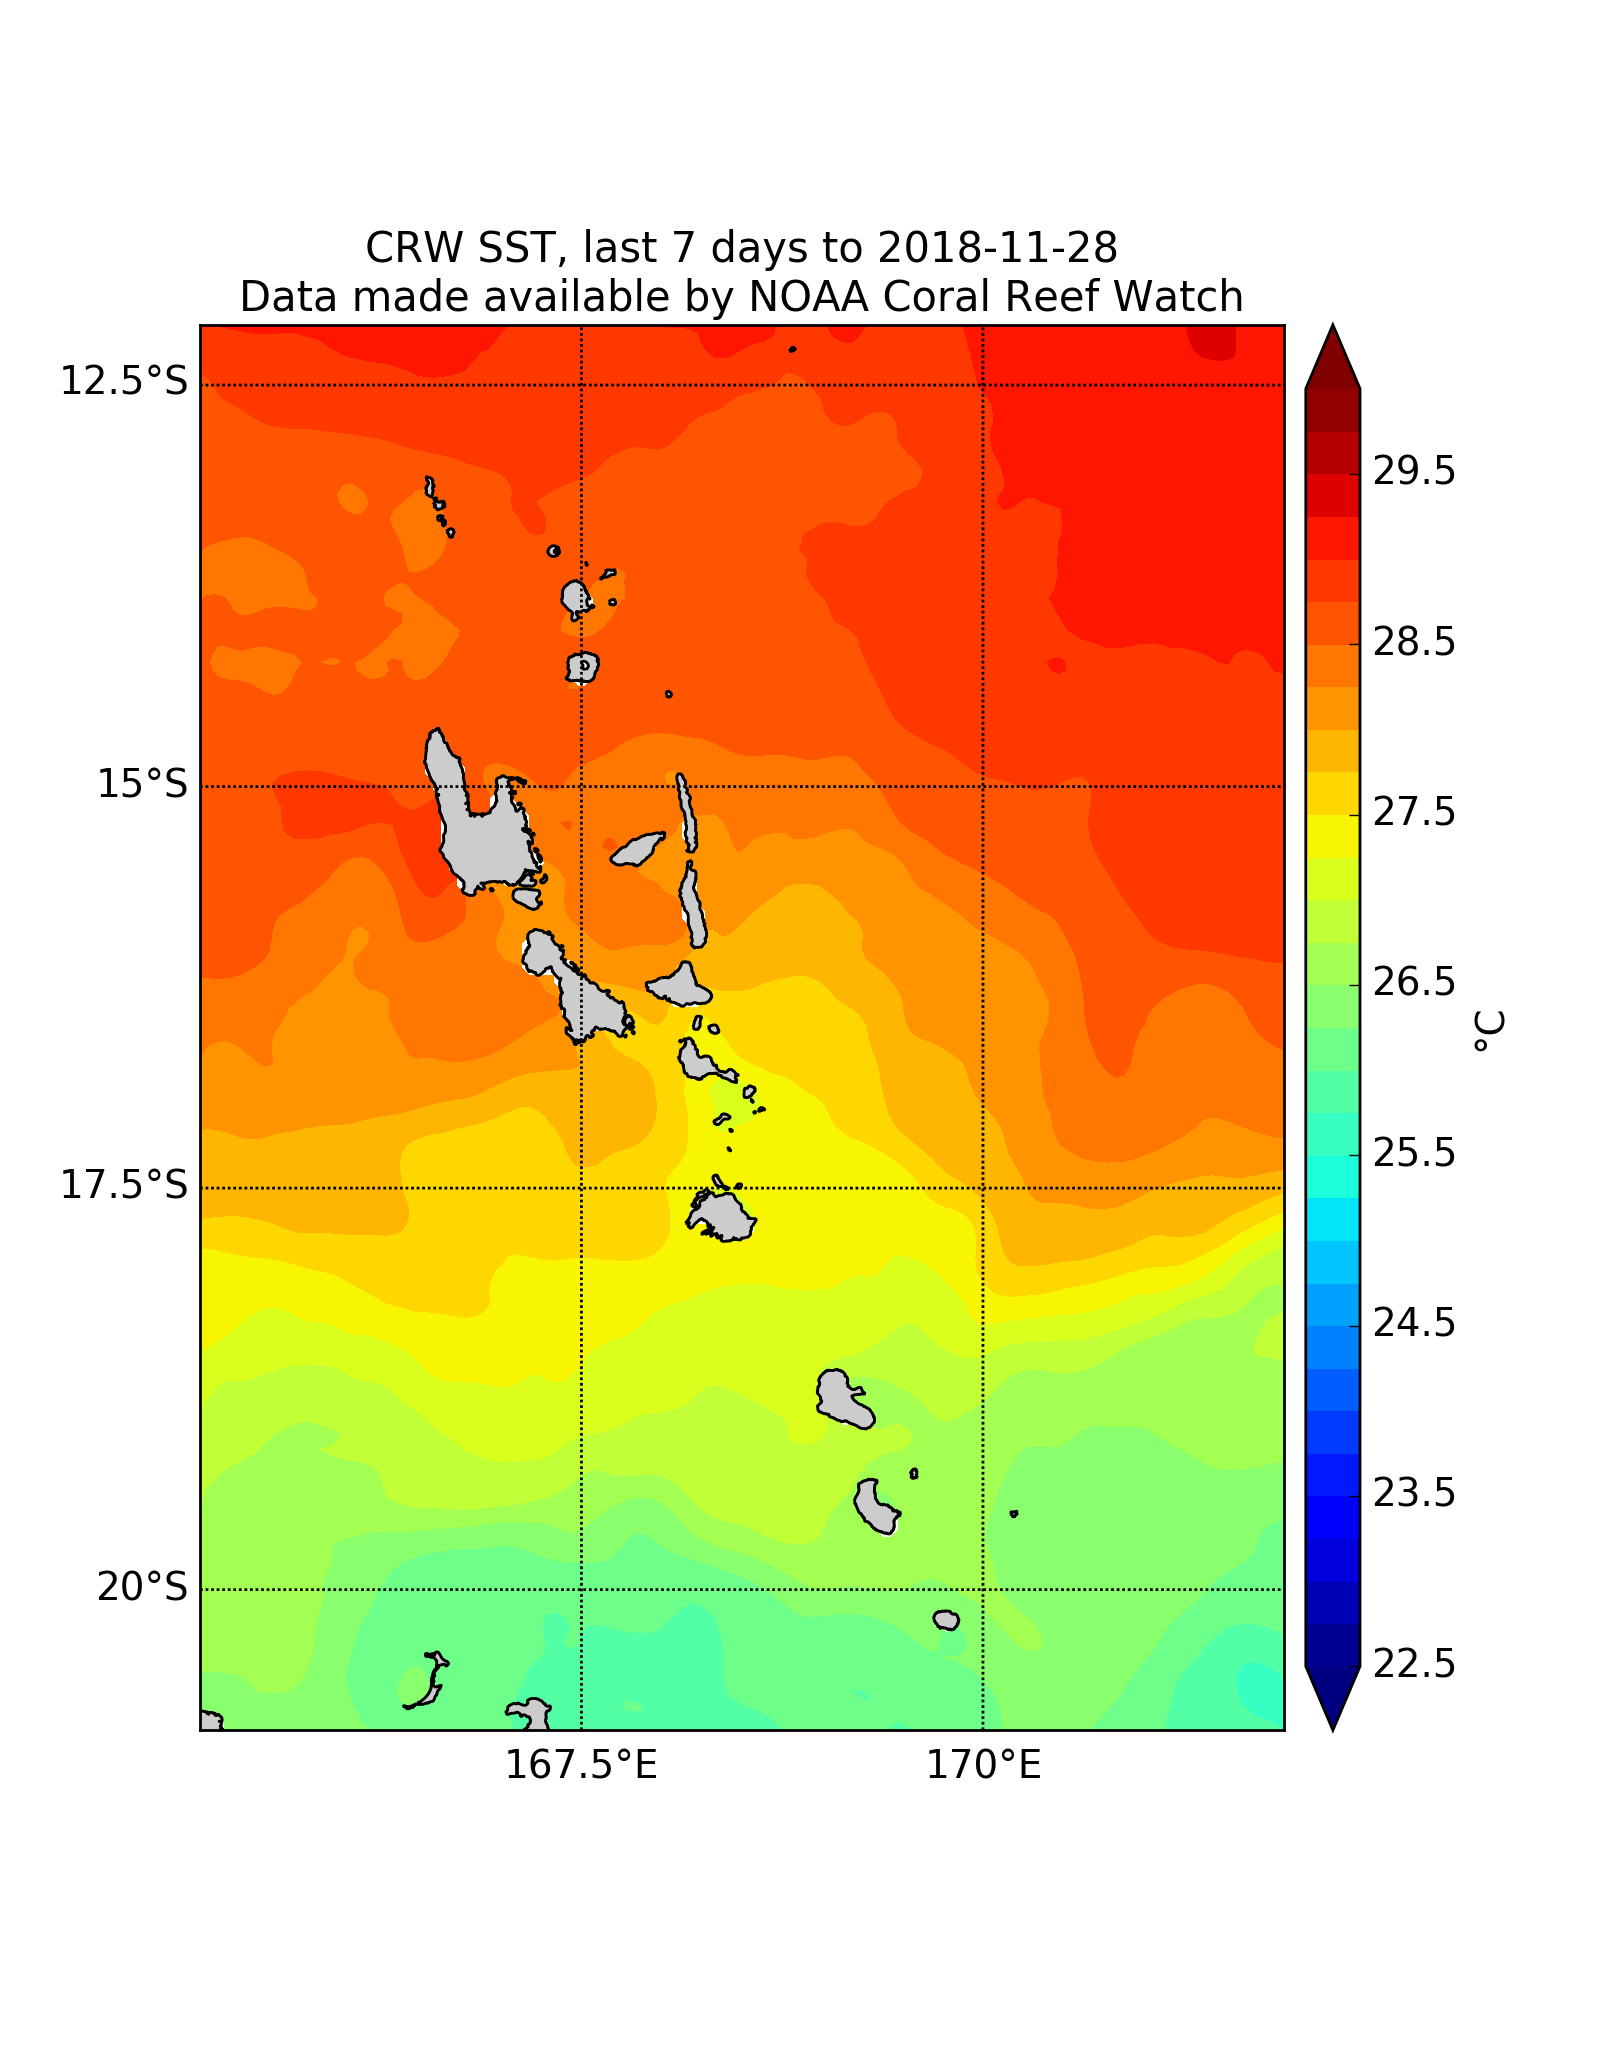 CRW SST, last 7 days to 2018-11-28
Data made available by NOAA Coral Reef Watch
12.5°S
15°S
17.5°S
20°S
167.5°E
170°E
29.5
28.5
27.5
26.5
25.5
24.5
23.5
22.5
°C